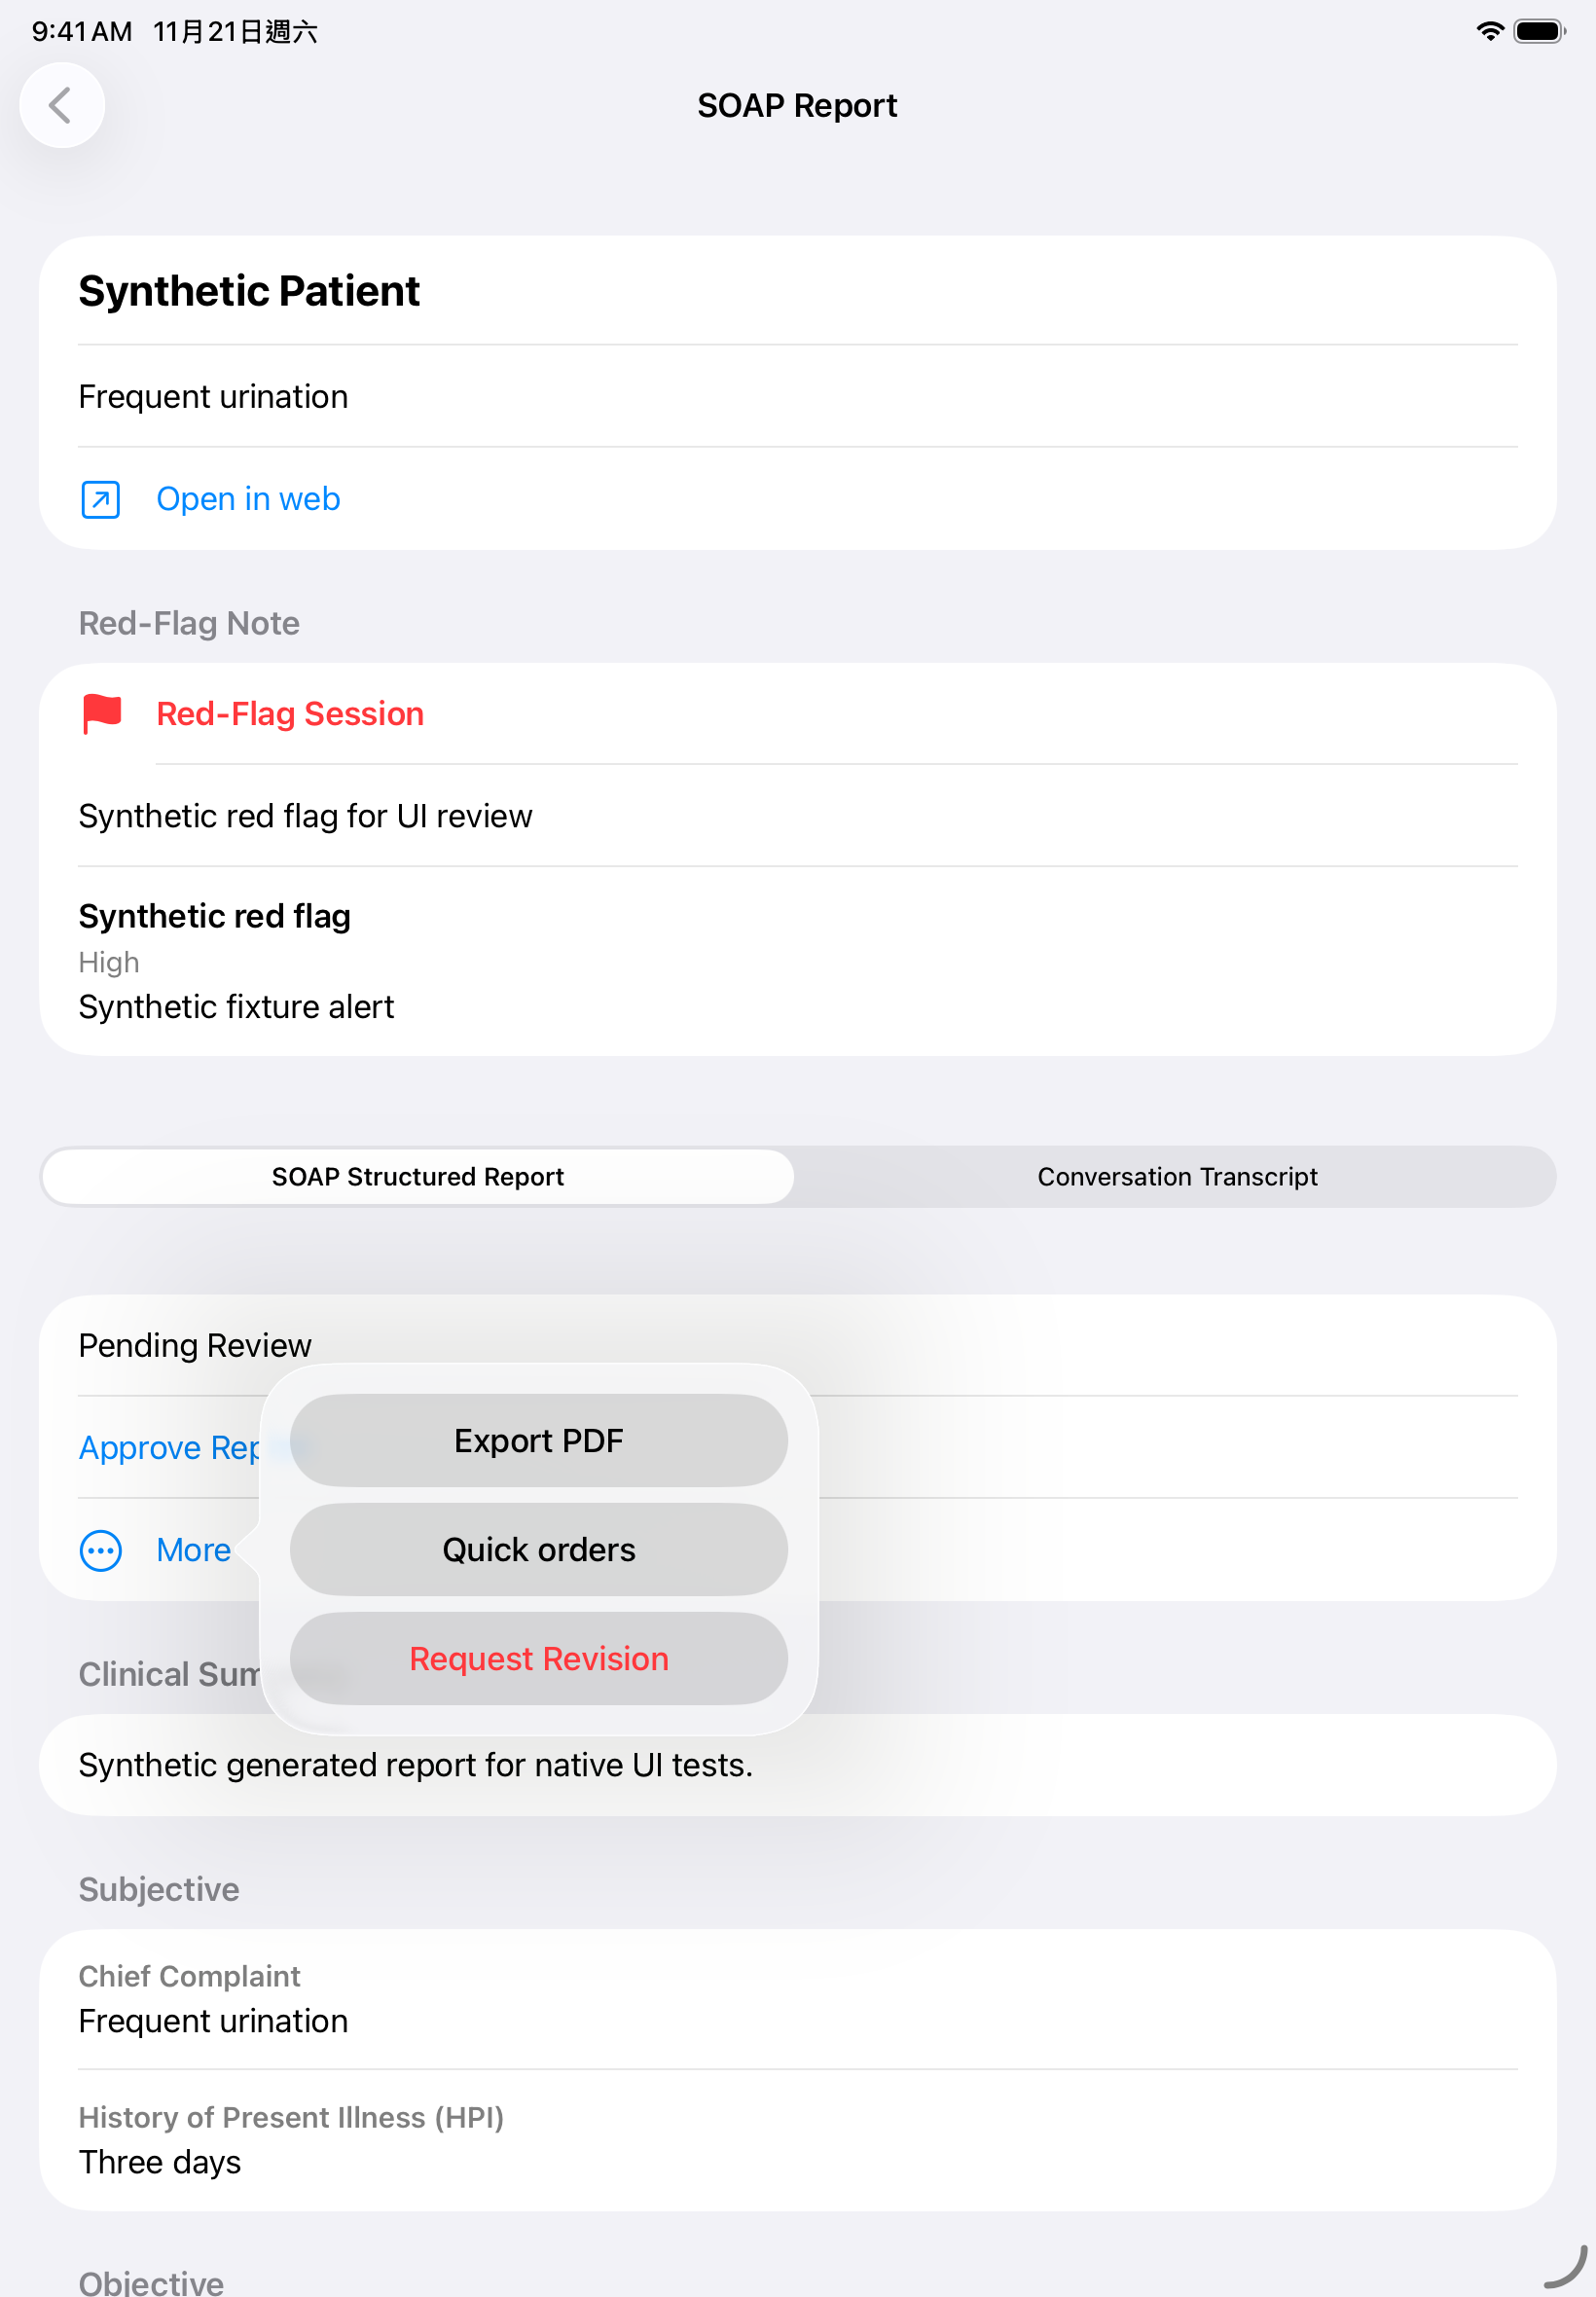 9:41 AM 11月21日週六
SOAP Report
Synthetic Patient
Frequent urination
Open in web
Red-Flag Note
Red-Flag Session
Synthetic red flag for UI review
Synthetic red flag
High
Synthetic fixture alert
SOAP Structured Report
Conversation Transcript
Pending Review
Approve Rep
Export PDF
Quick orders
More
Request Revision
Clinical Sum
Synthetic generated report for native UI tests.
Subjective
Chief Complaint
Frequent urination
History of Present Illness (HPI)
Three days
Objective